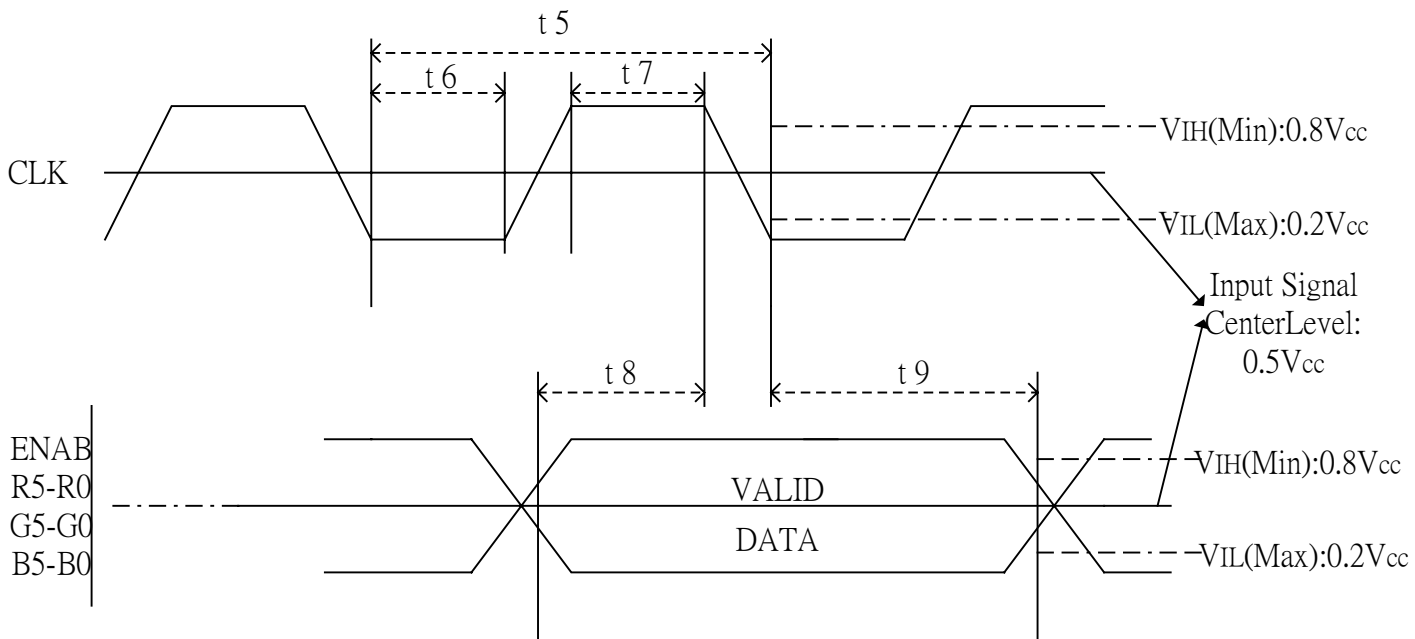 t 5
t 6
t 7
VIH(Min):0.8Vcc
CLK
VIL(Max):0.2Vcc
Input Signal
CenterLevel:
0.5Vcc
t 8
t 9
ENAB
R5-R0
G5-G0
B5-B0
VALID
DATA
VIH(Min):0.8Vcc
VIL(Max):0.2Vcc